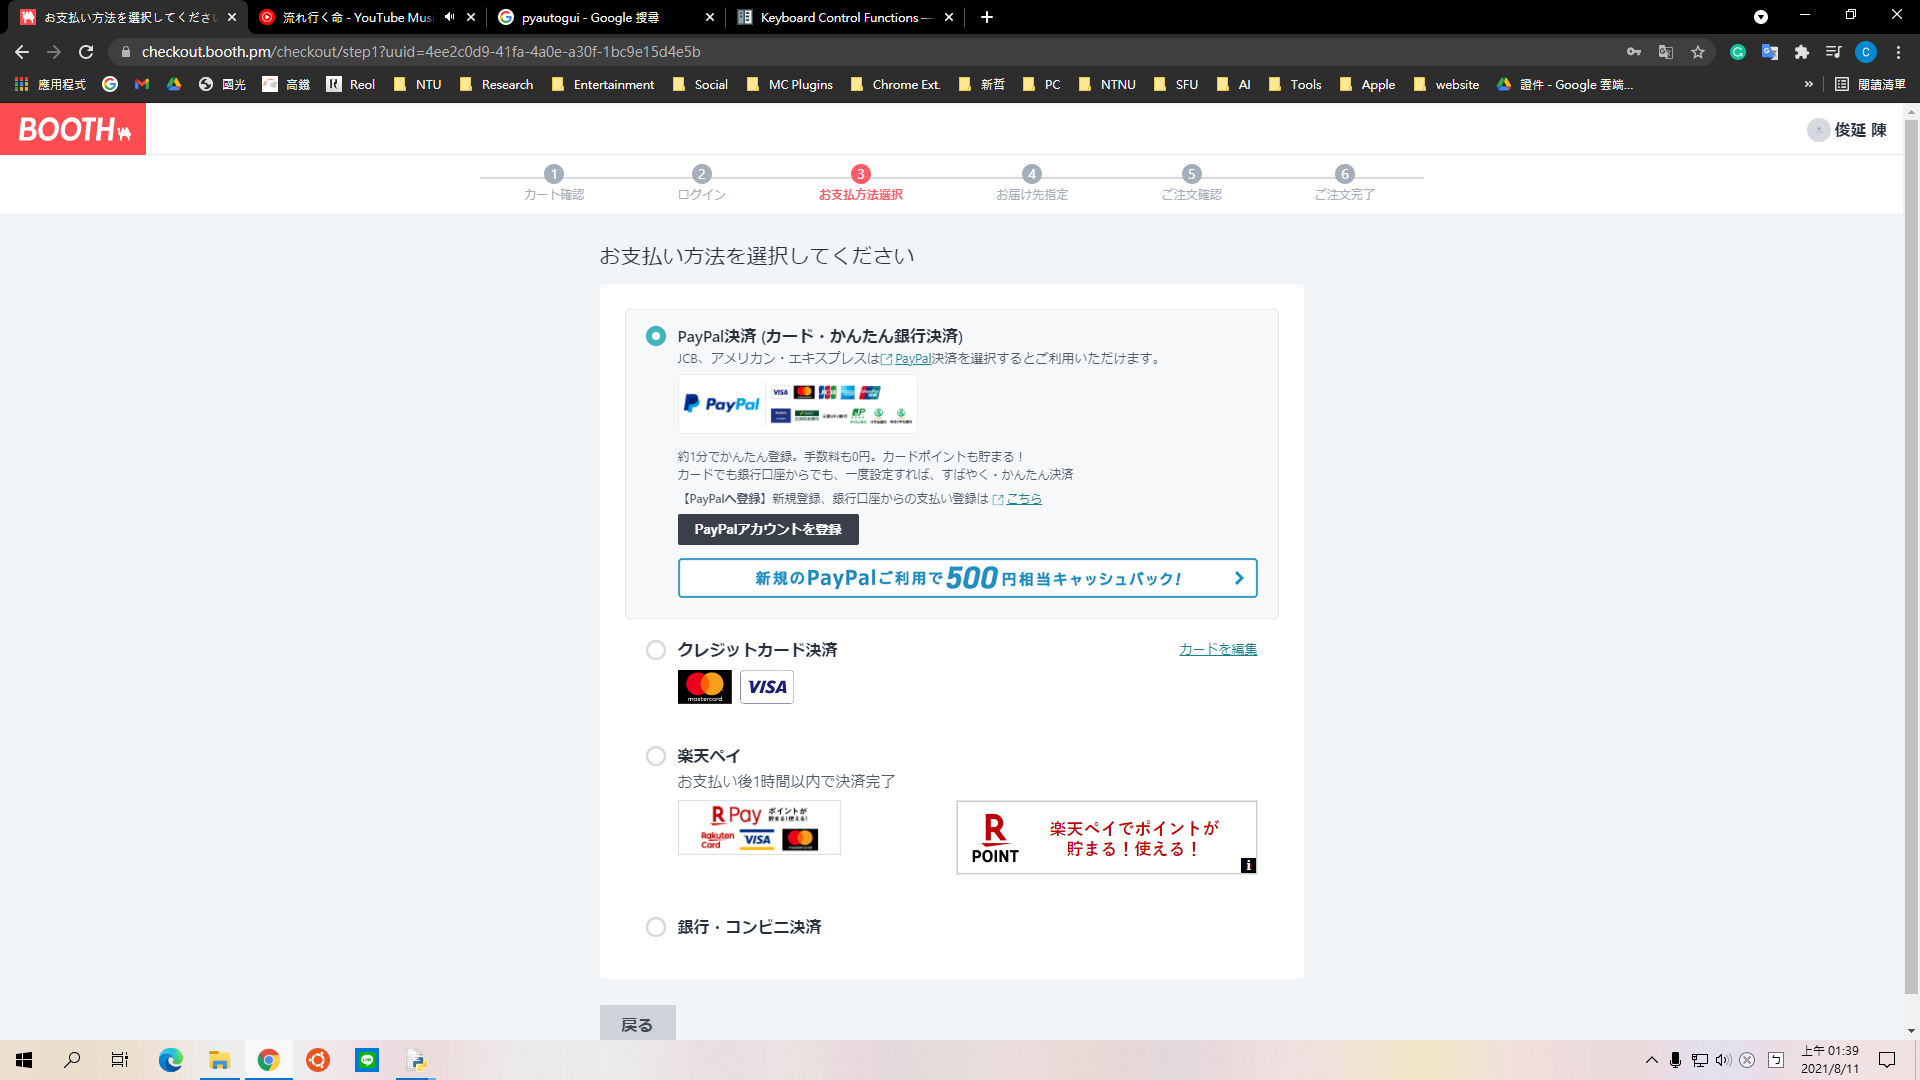 お支払い方法を選択してください
流れ行く命 - YouTube Musi
pyautogui - Google 搜尋
Keyboard Control Functions —
checkout.booth.pm/checkout/step1?uuid=4ee2c0d9-41fa-4a0e-a30f-1bc9e15d4e5b
C
應用程式
國光
高鐵
Reol
NTU
Research
Entertainment
Social
MC Plugins
Chrome Ext.
新哲
PC
NTNU
SFU
AI
Tools
Apple
website
證件 - Google 雲端...
»
閱讀清單
BOOTH
俊延 陳
1 2 3 4 5 6
カート確認
ログイン
お支払方法選択
お届け先指定
ご注文確認
ご注文完了
お支払い方法を選択してください
PayPal決済 (カード・かんたん銀行決済)
JCB、アメリカン・エキスプレスはPayPal決済を選択するとご利用いただけます。
PayPal
VISA
JCB
約1分でかんたん登録。手数料も0円。カードポイントも貯まる！
カードでも銀行口座からでも、一度設定すれば、すばやく・かんたん決済
【PayPalへ登録】新規登録、銀行口座からの支払い登録は こちら
PayPalアカウントを登録
新規のPayPalご利用で500円相当キャッシュバック!
クレジットカード決済
カードを編集
mastercard
VISA
楽天ペイ
お支払い後1時間以内で決済完了
R Pay ポイントが
貯まる!使える!
Rakuten
Card
VISA
mastercard
R
POINT
楽天ペイでポイントが
貯まる！使える！
i
銀行・コンビニ決済
戻る
LINE
上午 01:39
2021/8/11